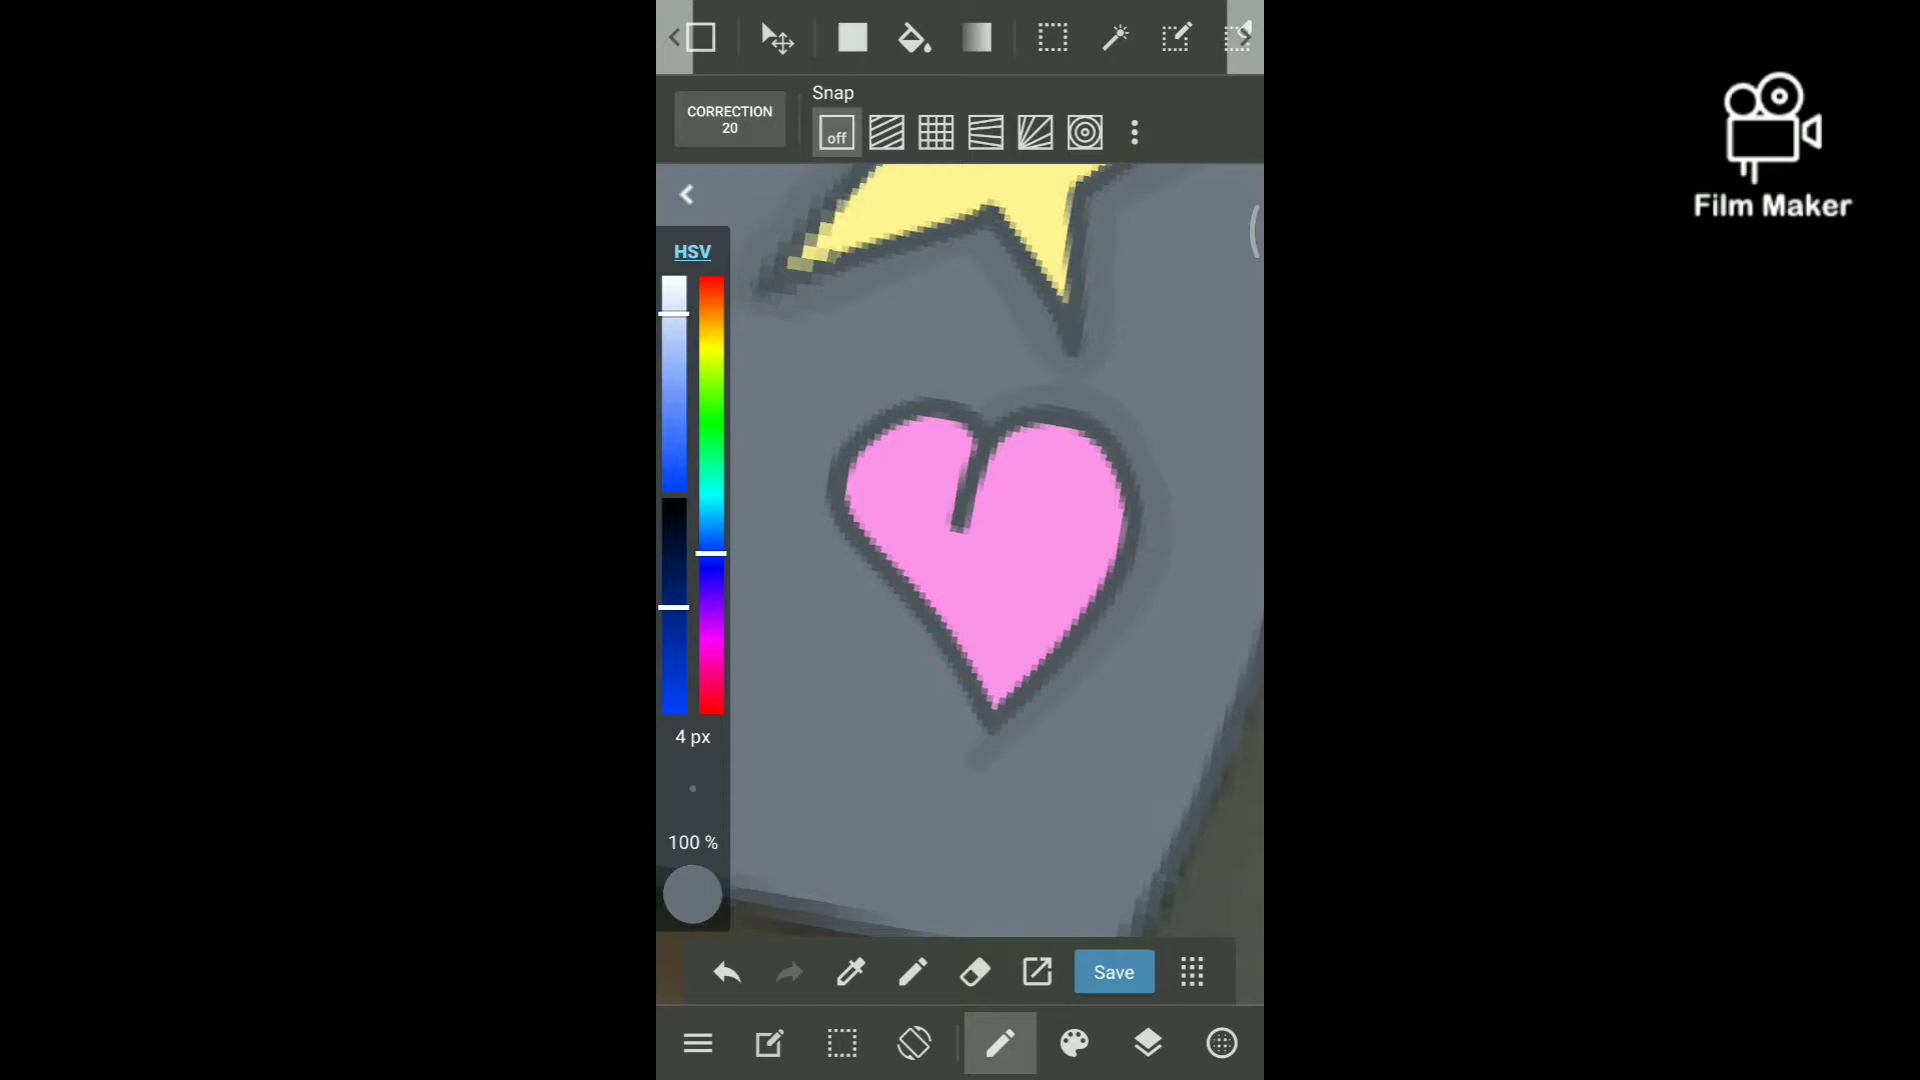 Film Maker
CORRECTION
20
Snap
off
HSV
4 px
100 %
Save